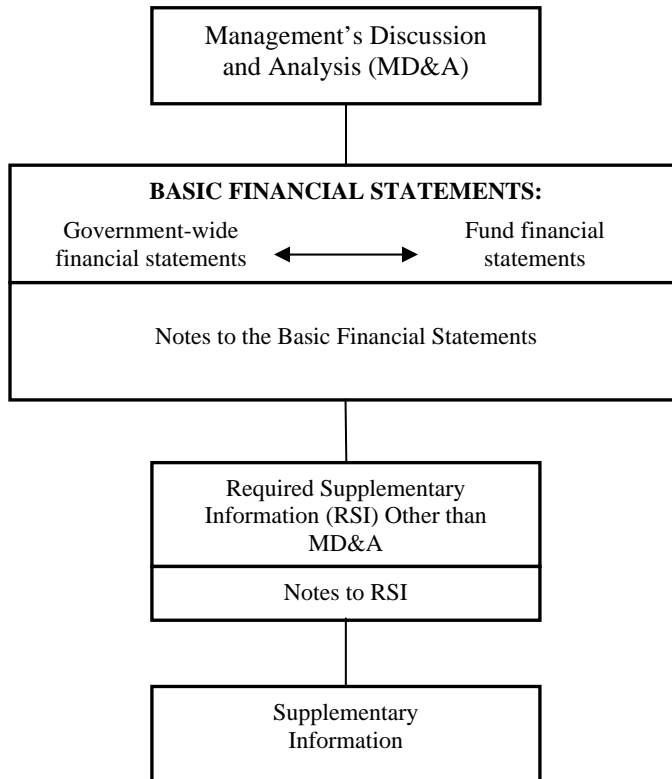 Management’s Discussion
and Analysis (MD&A)
BASIC FINANCIAL STATEMENTS:
Government-wide
financial statements
Fund financial
statements
Notes to the Basic Financial Statements
Required Supplementary
Information (RSI) Other than
MD&A
Notes to RSI
Supplementary
Information